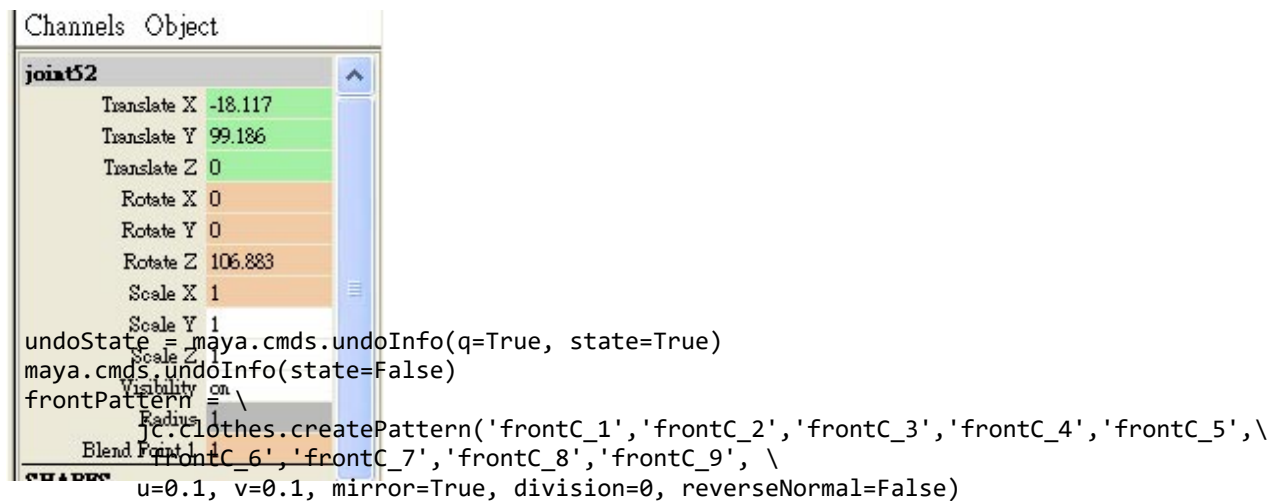 Channels Object
joint52
Translate X -18.117
Translate Y 99.186
Translate Z 0
Rotate X 0
Rotate Y 0
Rotate Z 106.883
Scale X 1
Scale Y 1
undoState = maya.cmds.undoInfo(q=True, state=True)
Scale Z 1
maya.cmds.undoInfo(state=False)
Visibility on
frontPattern = \
Radius 1
jc.clothes.createPattern('frontC_1','frontC_2','frontC_3','frontC_4','frontC_5',\
Blend Point 1 1
'frontC_6','frontC_7','frontC_8','frontC_9', \
SHAPES
u=0.1, v=0.1, mirror=True, division=0, reverseNormal=False)